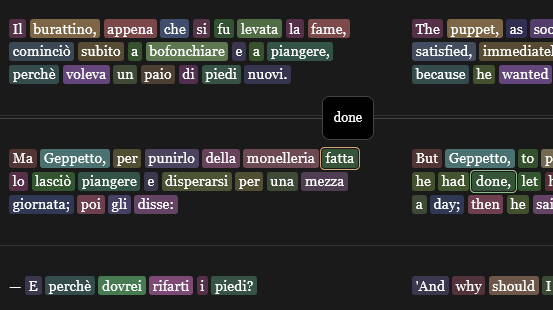 Il burattino, appena che si fu levata la fame,
cominciò subito a bofonchiare e a piangere,
perchè voleva un paio di piedi nuovi.
The puppet, as
satisfied,
because he wanted
done
Ma Geppetto, per punirlo della monelleria fatta
lo lasciò piangere e disperarsi per una mezza
giornata; poi gli disse:
But Geppetto, to
he had done, let
a day; then he
— E perchè dovrei rifarti i piedi?
'And why should I